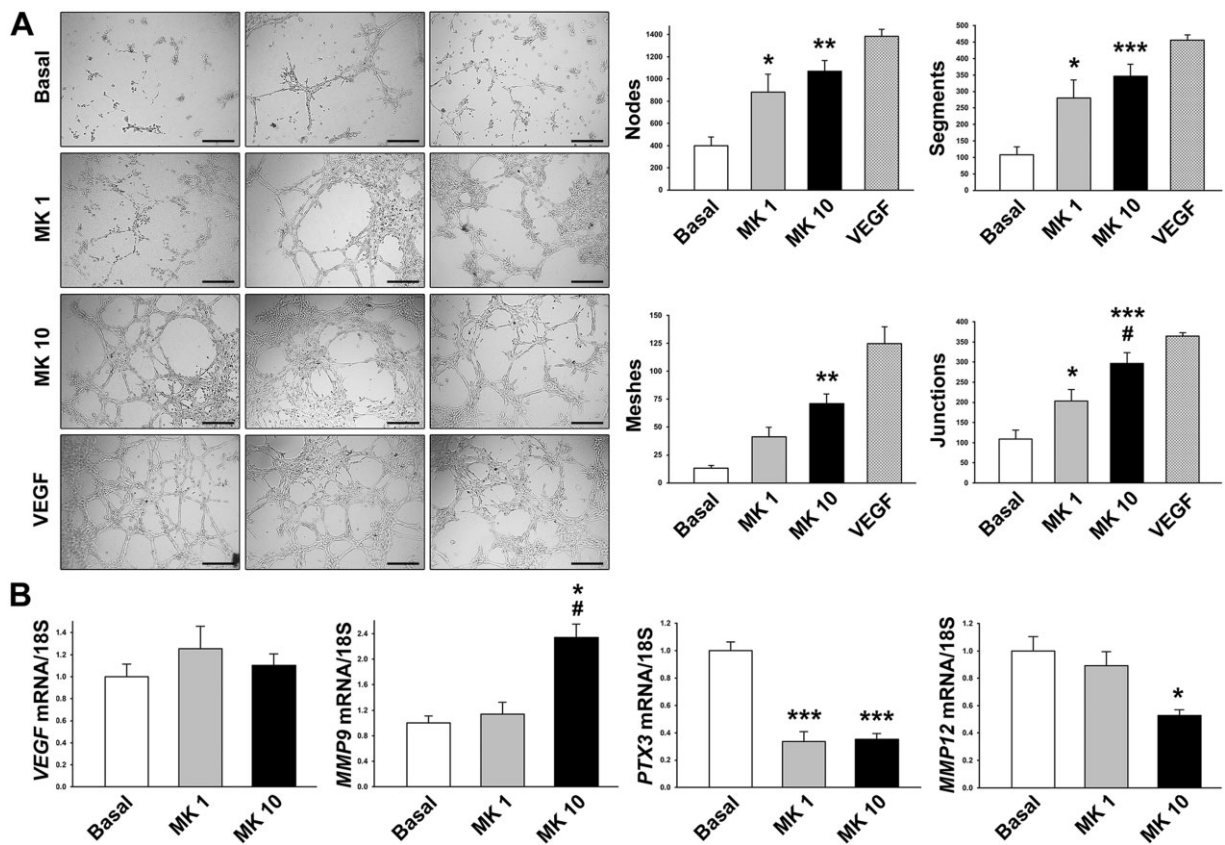 A
Basal
MK 1
MK 10
VEGF
Nodes
1400
1200
1000
800
600
400
200
0
*
**
Basal
MK 1
MK 10
VEGF
Segments
500
450
400
350
300
250
200
150
100
50
0
*
***
Basal
MK 1
MK 10
VEGF
Meshes
150
125
100
75
50
25
0
**
Basal
MK 1
MK 10
VEGF
Junctions
400
350
300
250
200
150
100
50
0
*
***
#
Basal
MK 1
MK 10
VEGF
B
VEGF mRNA/18S
1.4
1.2
1.0
0.8
0.6
0.4
0.2
0.0
Basal
MK 1
MK 10
MMP9 mRNA/18S
2.4
2.0
1.6
1.2
0.8
0.4
0.0
*
#
Basal
MK 1
MK 10
PTX3 mRNA/18S
1.2
1.0
0.8
0.6
0.4
0.2
0.0
***
***
Basal
MK 1
MK 10
MMP12 mRNA/18S
1.2
1.0
0.8
0.6
0.4
0.2
0.0
*
Basal
MK 1
MK 10